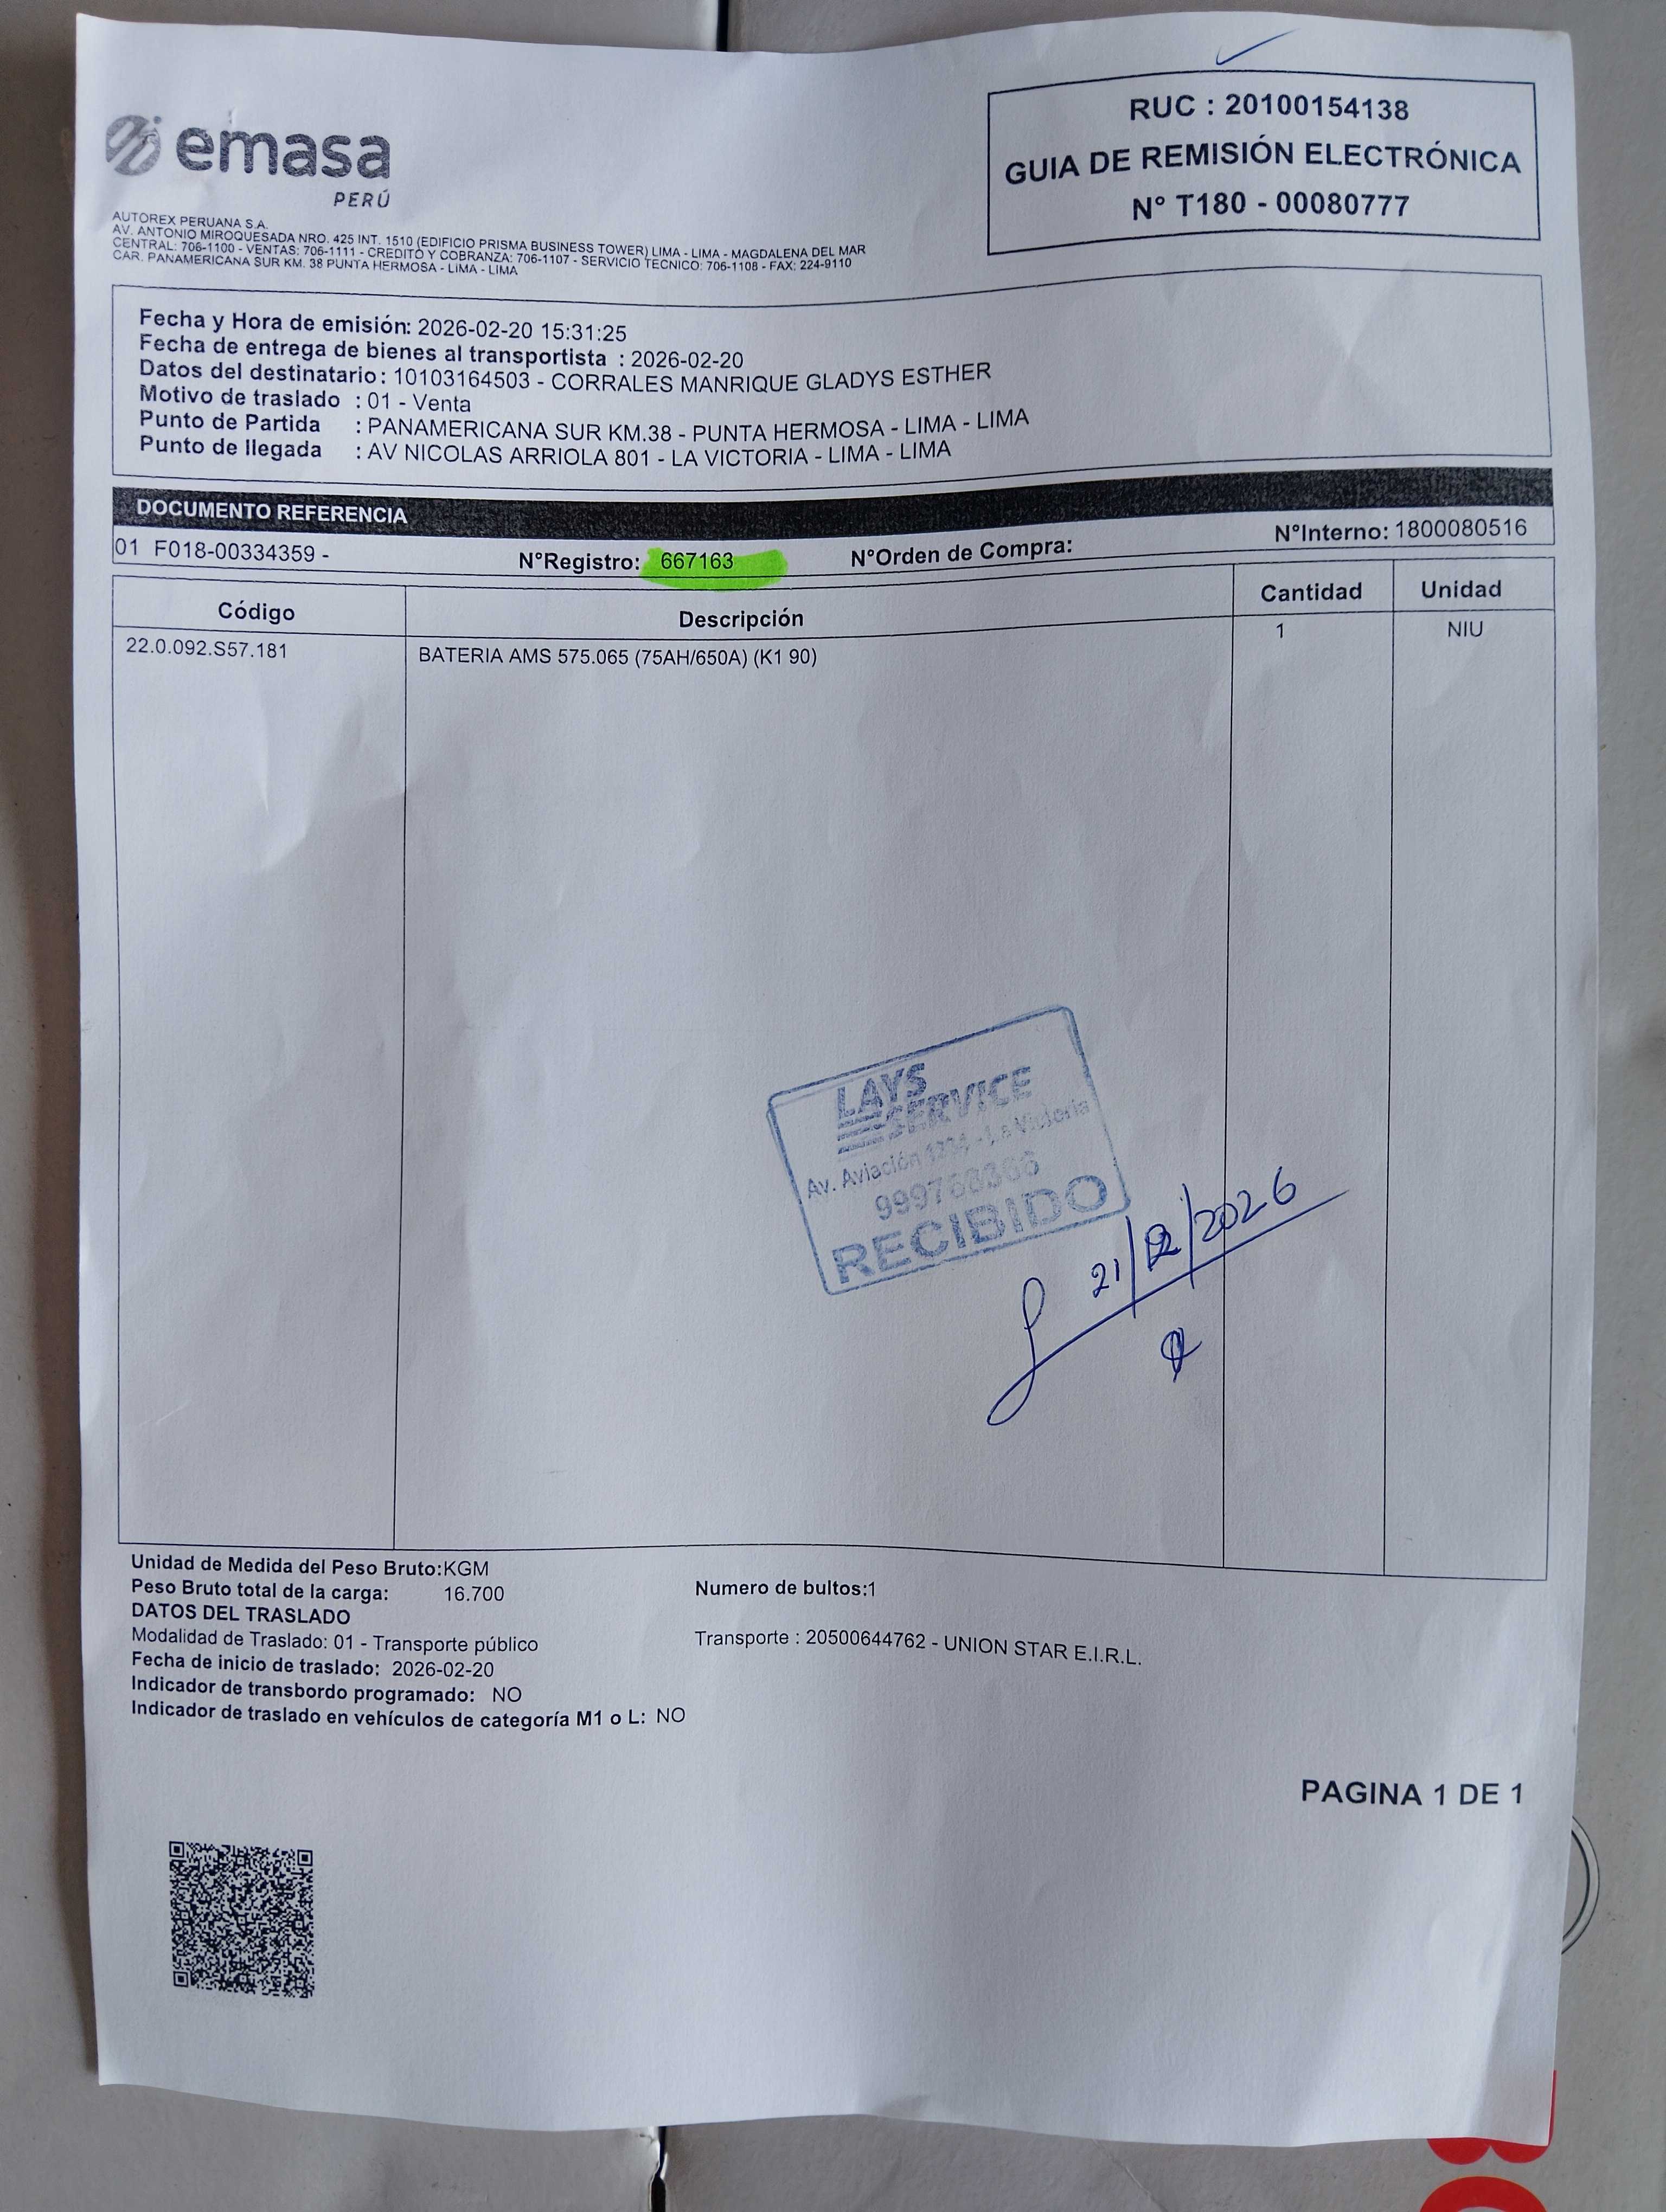 emasa
PERÚ
AUTOREX PERUANA S.A.
AV. ANTONIO MIROQUESADA NRO. 425 INT. 1510 (EDIFICIO PRISMA BUSINESS TOWER) LIMA - LIMA - MAGDALENA DEL MAR
CENTRAL: 706-1100 - VENTAS: 706-1111 - CREDITO Y COBRANZA: 706-1107 - SERVICIO TECNICO: 706-1108 - FAX: 224-9110
CAR. PANAMERICANA SUR KM. 38 PUNTA HERMOSA - LIMA - LIMA
RUC : 20100154138
GUIA DE REMISIÓN ELECTRÓNICA
N° T180 - 00080777
Fecha y Hora de emisión: 2026-02-20 15:31:25
Fecha de entrega de bienes al transportista : 2026-02-20
Datos del destinatario : 10103164503 - CORRALES MANRIQUE GLADYS ESTHER
Motivo de traslado : 01 - Venta
Punto de Partida : PANAMERICANA SUR KM.38 - PUNTA HERMOSA - LIMA - LIMA
Punto de llegada : AV NICOLAS ARRIOLA 801 - LA VICTORIA - LIMA - LIMA
DOCUMENTO REFERENCIA
01 F018-00334359 - N°Registro: 667163 N°Orden de Compra: N°Interno: 1800080516
Código Descripción Cantidad Unidad
22.0.092.S57.181 BATERIA AMS 575.065 (75AH/650A) (K1 90) 1 NIU
LAYS
SERVICE
Av. Aviación - La Victoria
RECIBIDO
21/ /2026
Unidad de Medida del Peso Bruto:KGM
Peso Bruto total de la carga: 16.700 Numero de bultos:1
DATOS DEL TRASLADO
Modalidad de Traslado: 01 - Transporte público Transporte : 20500644762 - UNION STAR E.I.R.L.
Fecha de inicio de traslado: 2026-02-20
Indicador de transbordo programado: NO
Indicador de traslado en vehículos de categoría M1 o L: NO
PAGINA 1 DE 1